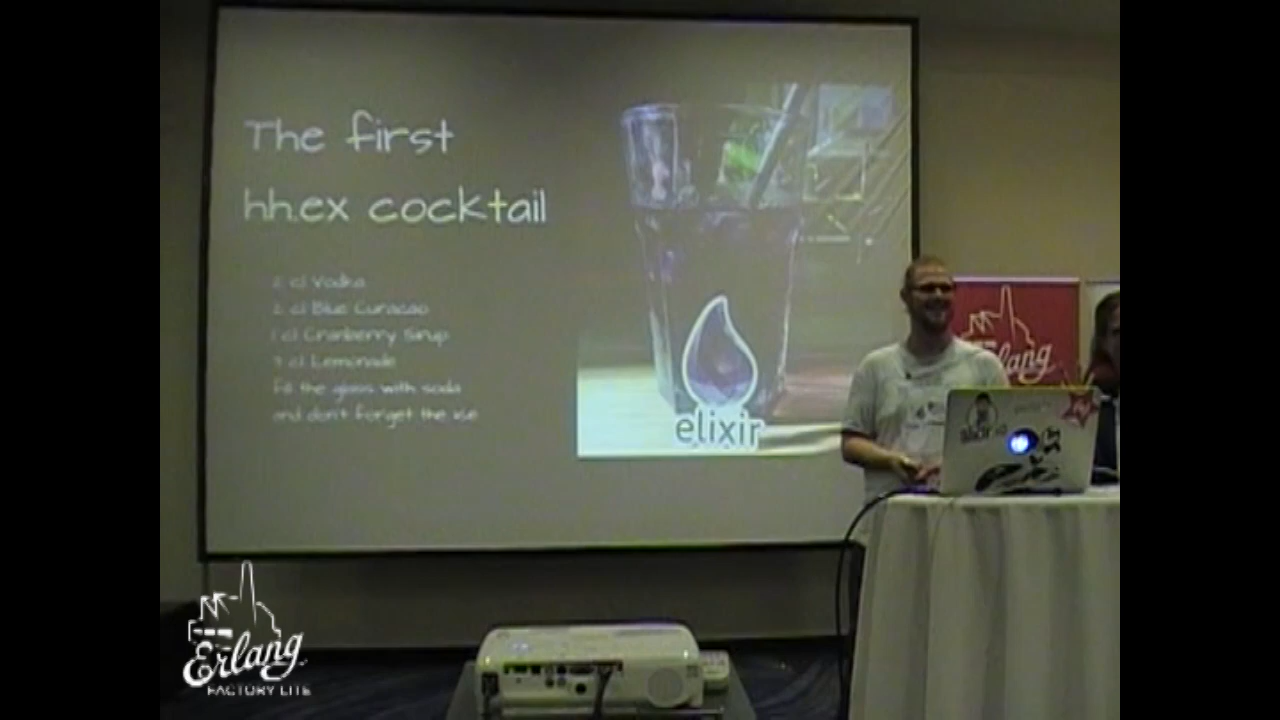 The first
hh.ex cocktail
cl Vodka
cl Blue Curacao
cl Cranberry Sirup
cl Lemonade
fill the glass with soda
and don't forget the ise
elixir
Erlang
Erlang
FACTORY LITE